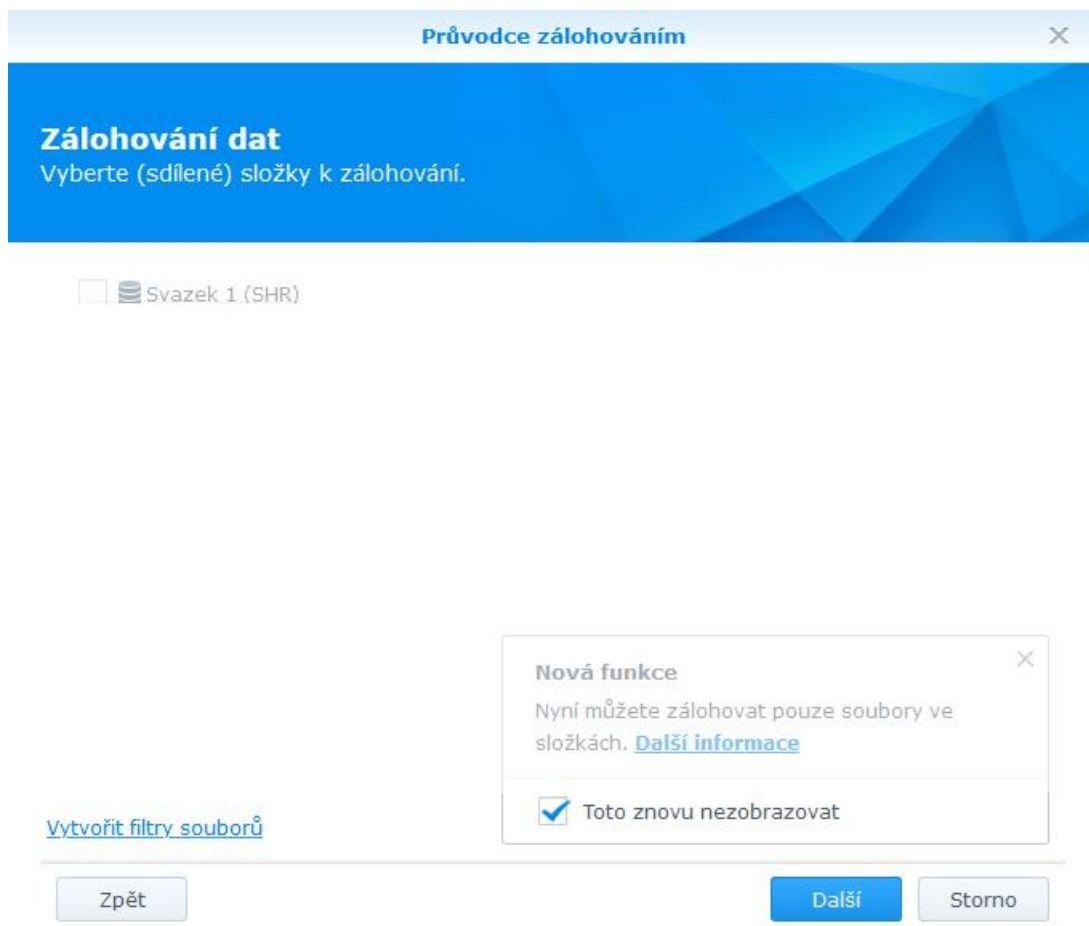 Průvodce zálohováním
Zálohování dat
Vyberte (sdílené) složky k zálohování.
Svazek 1 (SHR)
Nová funkce
Nyní můžete zálohovat pouze soubory ve
složkách. Další informace
Toto znovu nezobrazovat
Vytvořit filtry souborů
Zpět
Další
Storno